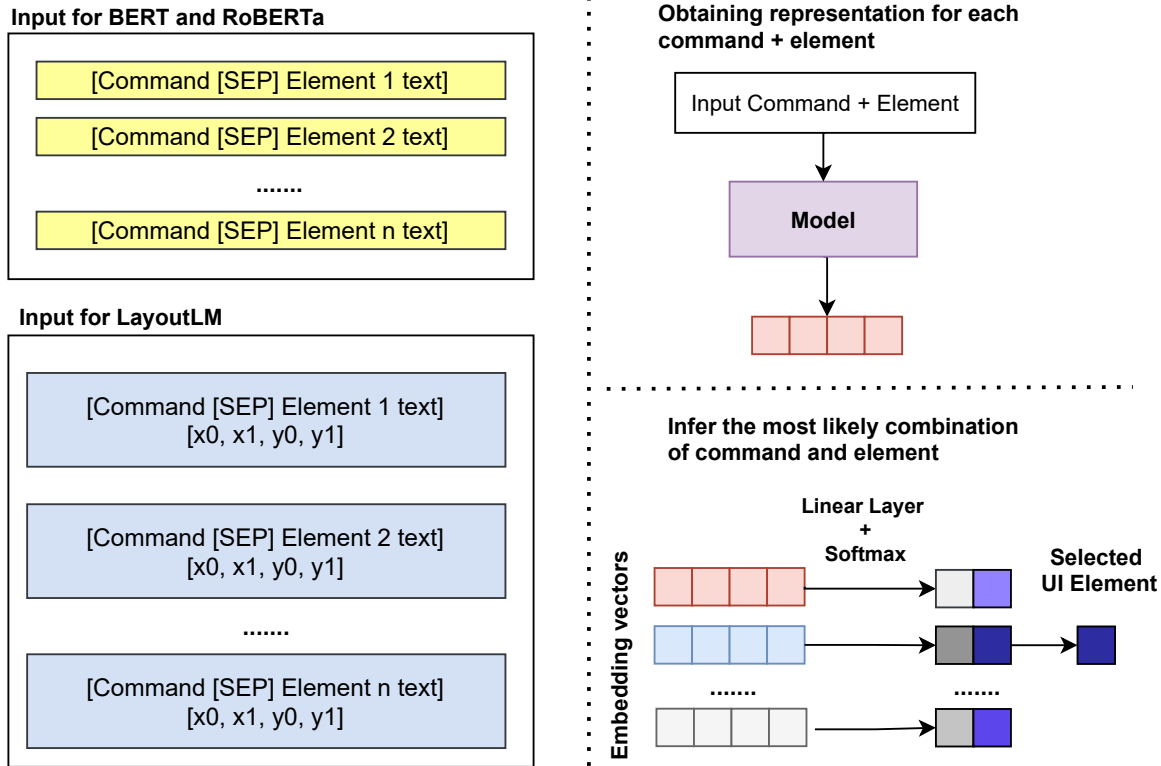 Input for BERT and RoBERTa
[Command [SEP] Element 1 text]
[Command [SEP] Element 2 text]
.......
[Command [SEP] Element n text]
Input for LayoutLM
[Command [SEP] Element 1 text]
[x0, x1, y0, y1]
[Command [SEP] Element 2 text]
[x0, x1, y0, y1]
.......
[Command [SEP] Element n text]
[x0, x1, y0, y1]
Obtaining representation for each
command + element
Input Command + Element
Model
Infer the most likely combination
of command and element
Linear Layer
+
Softmax
Selected
UI Element
Embedding vectors
.......
.......